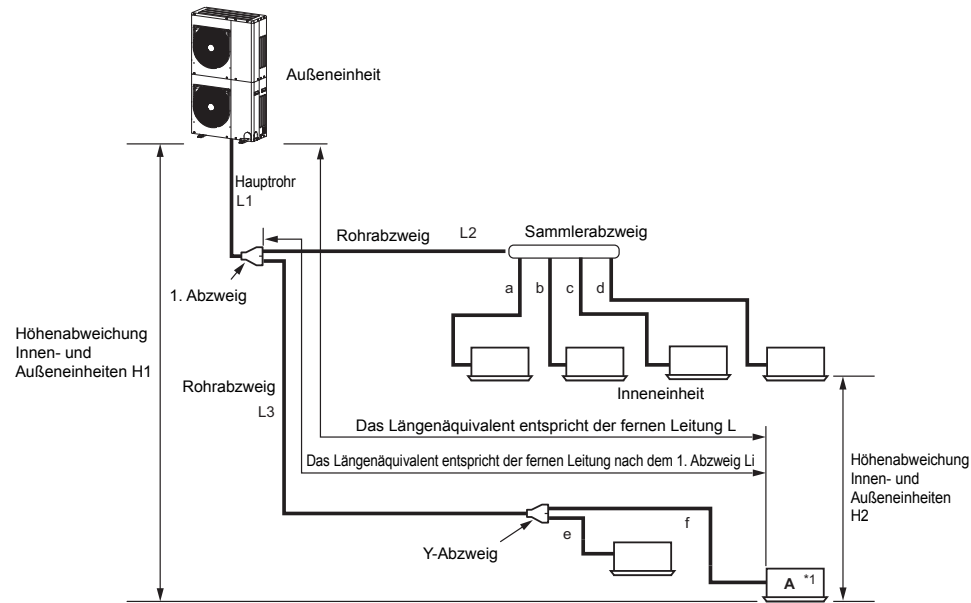 Außeneinheit
Hauptrohr
L1
Rohrabzweig
L2
Sammlerabzweig
1. Abzweig
a
b
c
d
Höhenabweichung
Innen- und
Außeneinheiten H1
Rohrabzweig
L3
Inneneinheit
Das Längenäquivalent entspricht der fernen Leitung L
Das Längenäquivalent entspricht der fernen Leitung nach dem 1. Abzweig Li
Höhenabweichung
Innen- und
Außeneinheiten
H2
Y-Abzweig
e
f
A *1